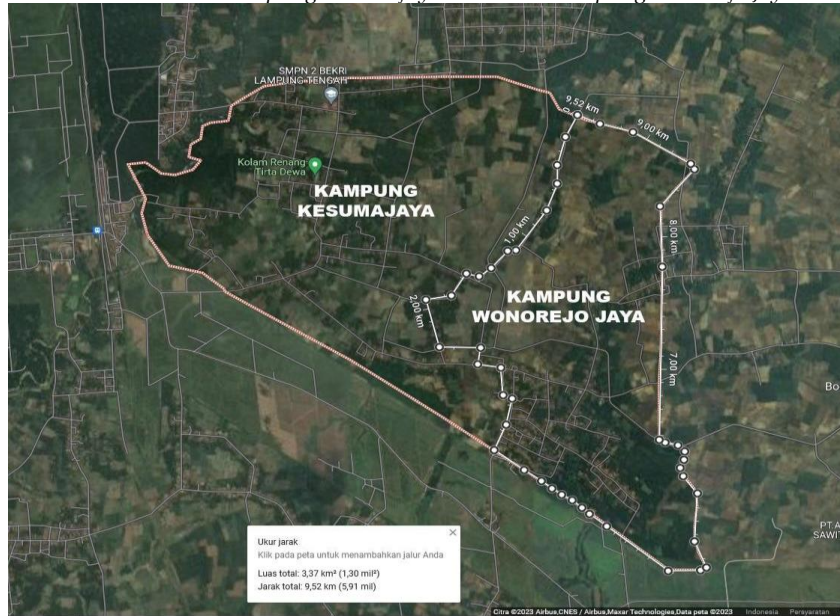 SMPN 2 BEKRI
LAMPUNG TENGAH
9,52 km
9,00 km
Kolam Renang
Tirta Dewa
KAMPUNG
KESUMAJAYA
1,00 km
8,00 km
KAMPUNG
WONOREJO JAYA
2,00 km
7,00 km
Bo
PT A
SAWIT
Ukur jarak
Klik pada peta untuk menambahkan jalur Anda
Luas total: 3,37 km² (1,30 mil²)
Jarak total: 9,52 km (5,91 mil)
Citra ©2023 Airbus, CNES / Airbus, Maxar Technologies, Data peta ©2023 Indonesia Persyaratan